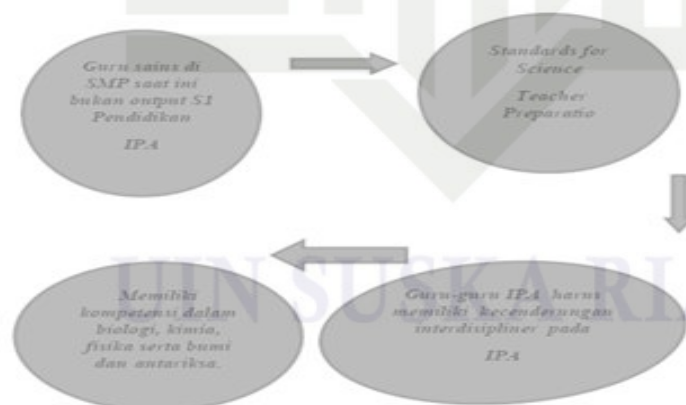 Guru sains di
SMP saat ini
bukan output S1
Pendidikan
IPA
Standards for
Science
Teacher
Preparatio
Guru-guru IPA harus
memiliki kecenderungan
interdisipliner pada
IPA
Memiliki
kompetensi dalam
biologi, kimia,
fisika serta bumi
dan antariksa.
UIN SUSKA RI